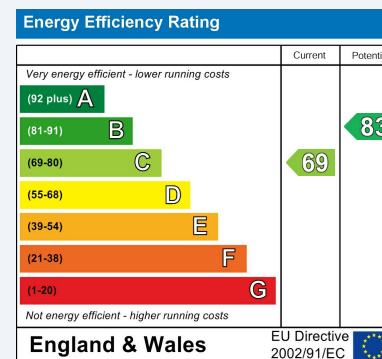 Energy Efficiency Rating
Current Potenti
Very energy efficient - lower running costs
(92 plus) A
(81-91) B 83
(69-80) C 69
(55-68) D
(39-54) E
(21-38) F
(1-20) G
Not energy efficient - higher running costs
England & Wales
EU Directive
2002/91/EC